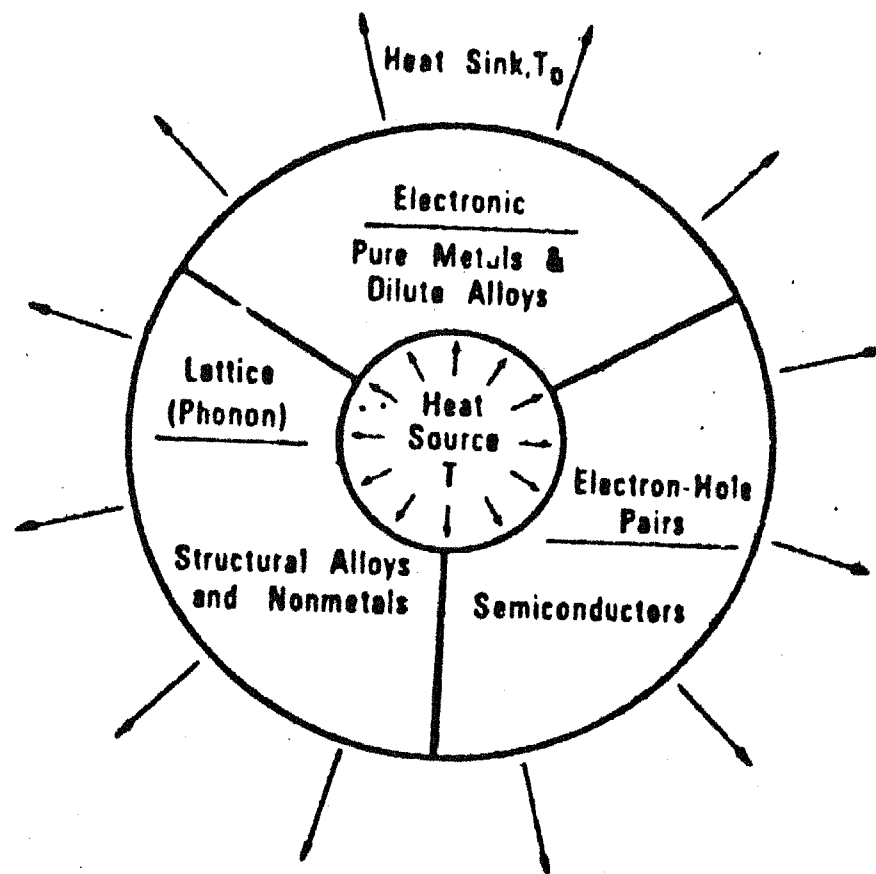 Heat Sink, T₀
Electronic
Pure Metals &
Dilute Alloys
Lattice
(Phonon)
Heat
Source
T
Electron-Hole
Pairs
Structural Alloys
and Nonmetals
Semiconductors